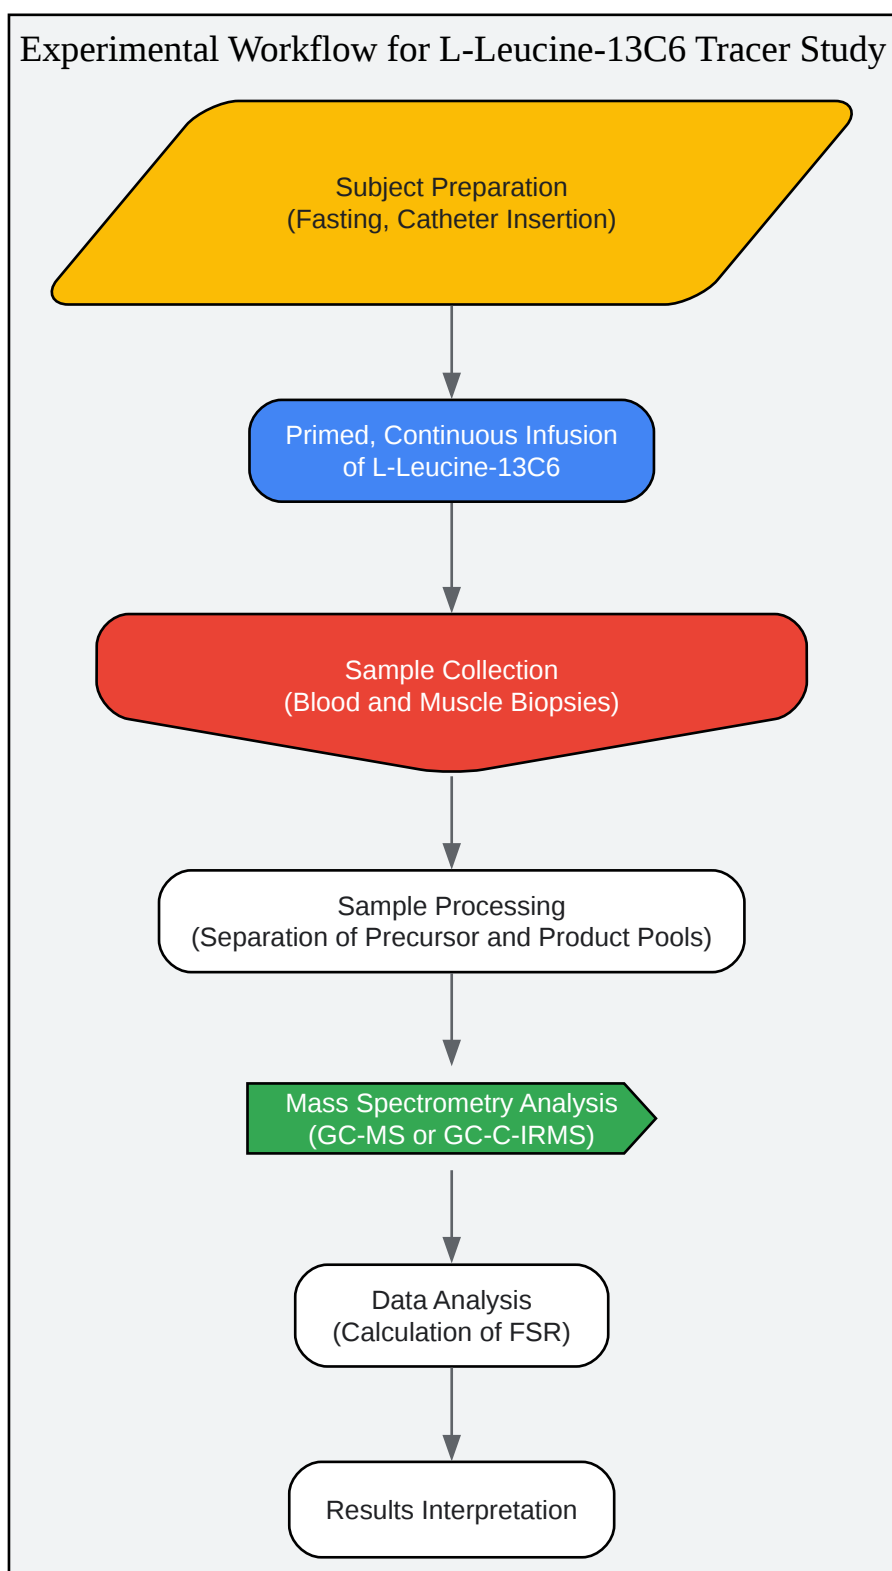 Experimental Workflow for L-Leucine-13C6 Tracer Study
Subject Preparation
(Fasting, Catheter Insertion)
Primed, Continuous Infusion
of L-Leucine-13C6
Sample Collection
(Blood and Muscle Biopsies)
Sample Processing
(Separation of Precursor and Product Pools)
Mass Spectrometry Analysis
(GC-MS or GC-C-IRMS)
Data Analysis
(Calculation of FSR)
Results Interpretation